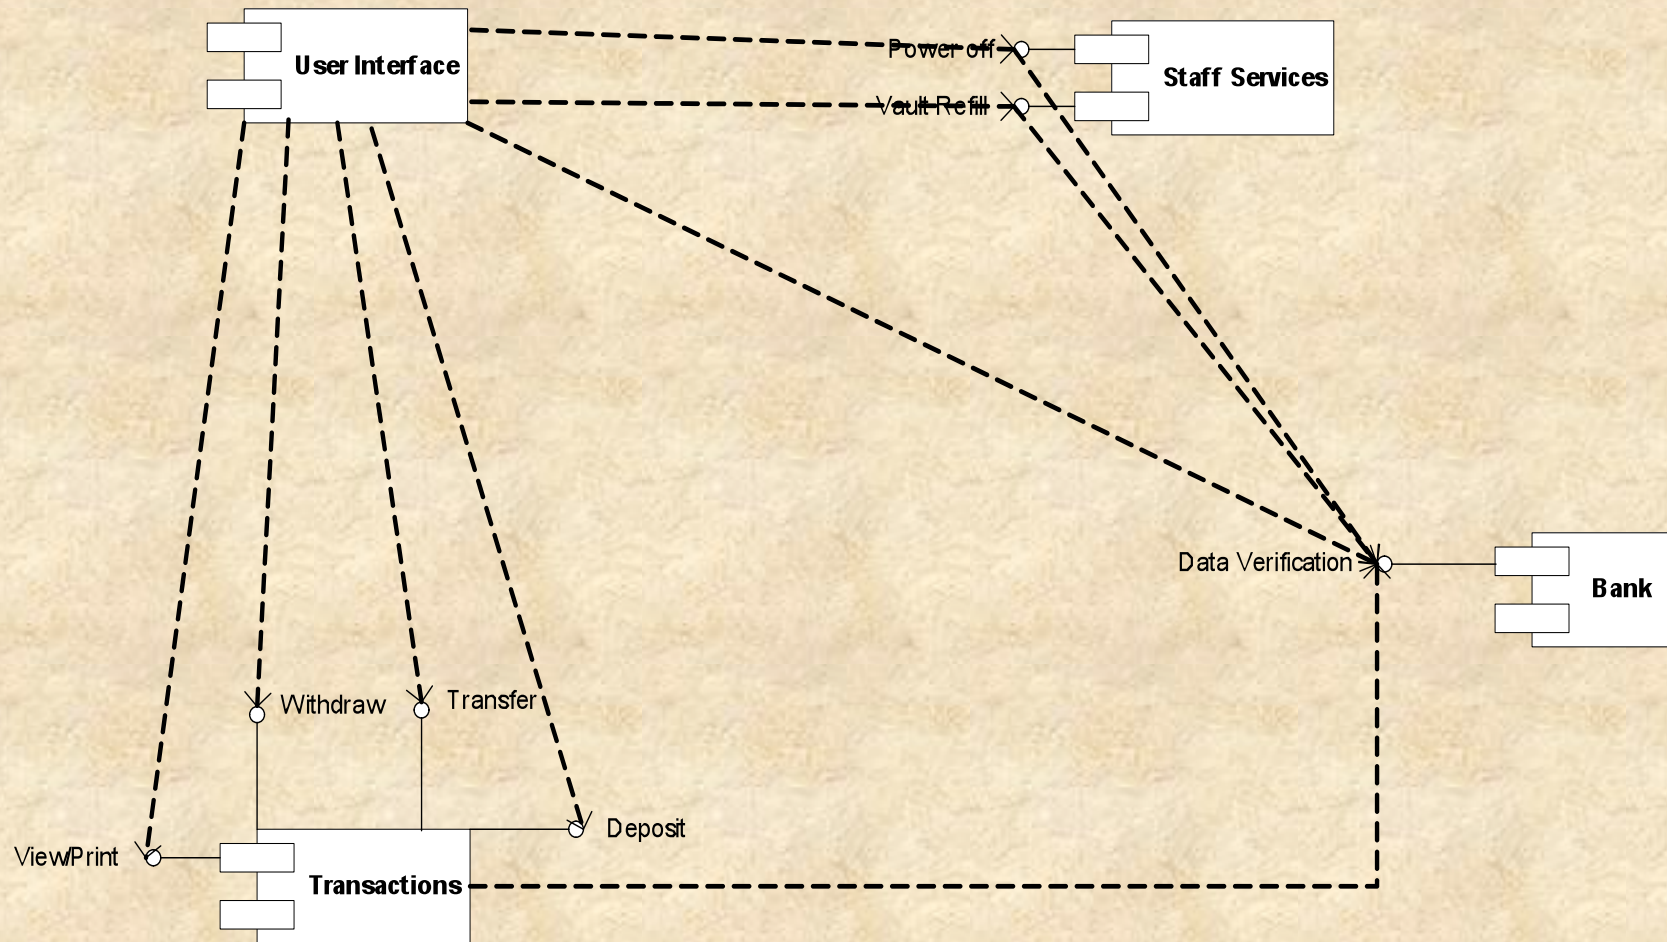 User Interface
Power off
Staff Services
Vault Refill
Data Verification
Bank
Withdraw
Transfer
Deposit
View/Print
Transactions